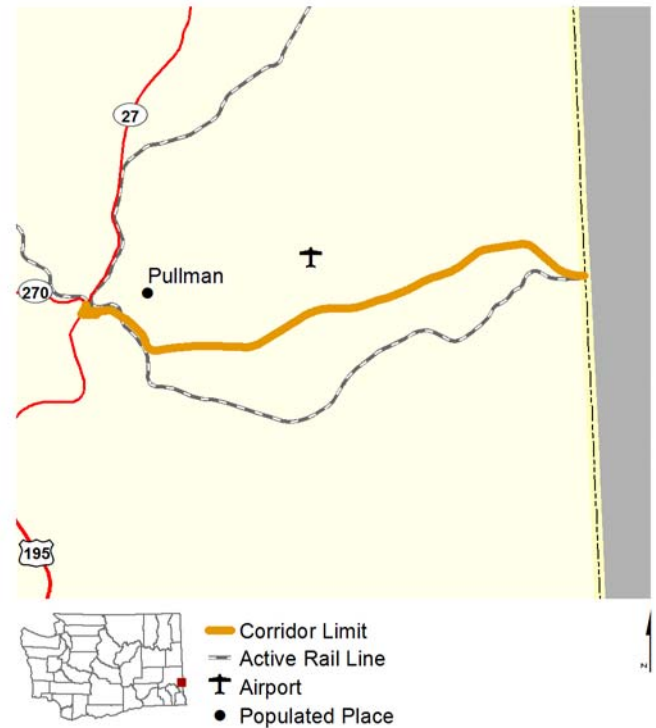 27
Pullman
270
195
Corridor Limit
Active Rail Line
Airport
Populated Place
N